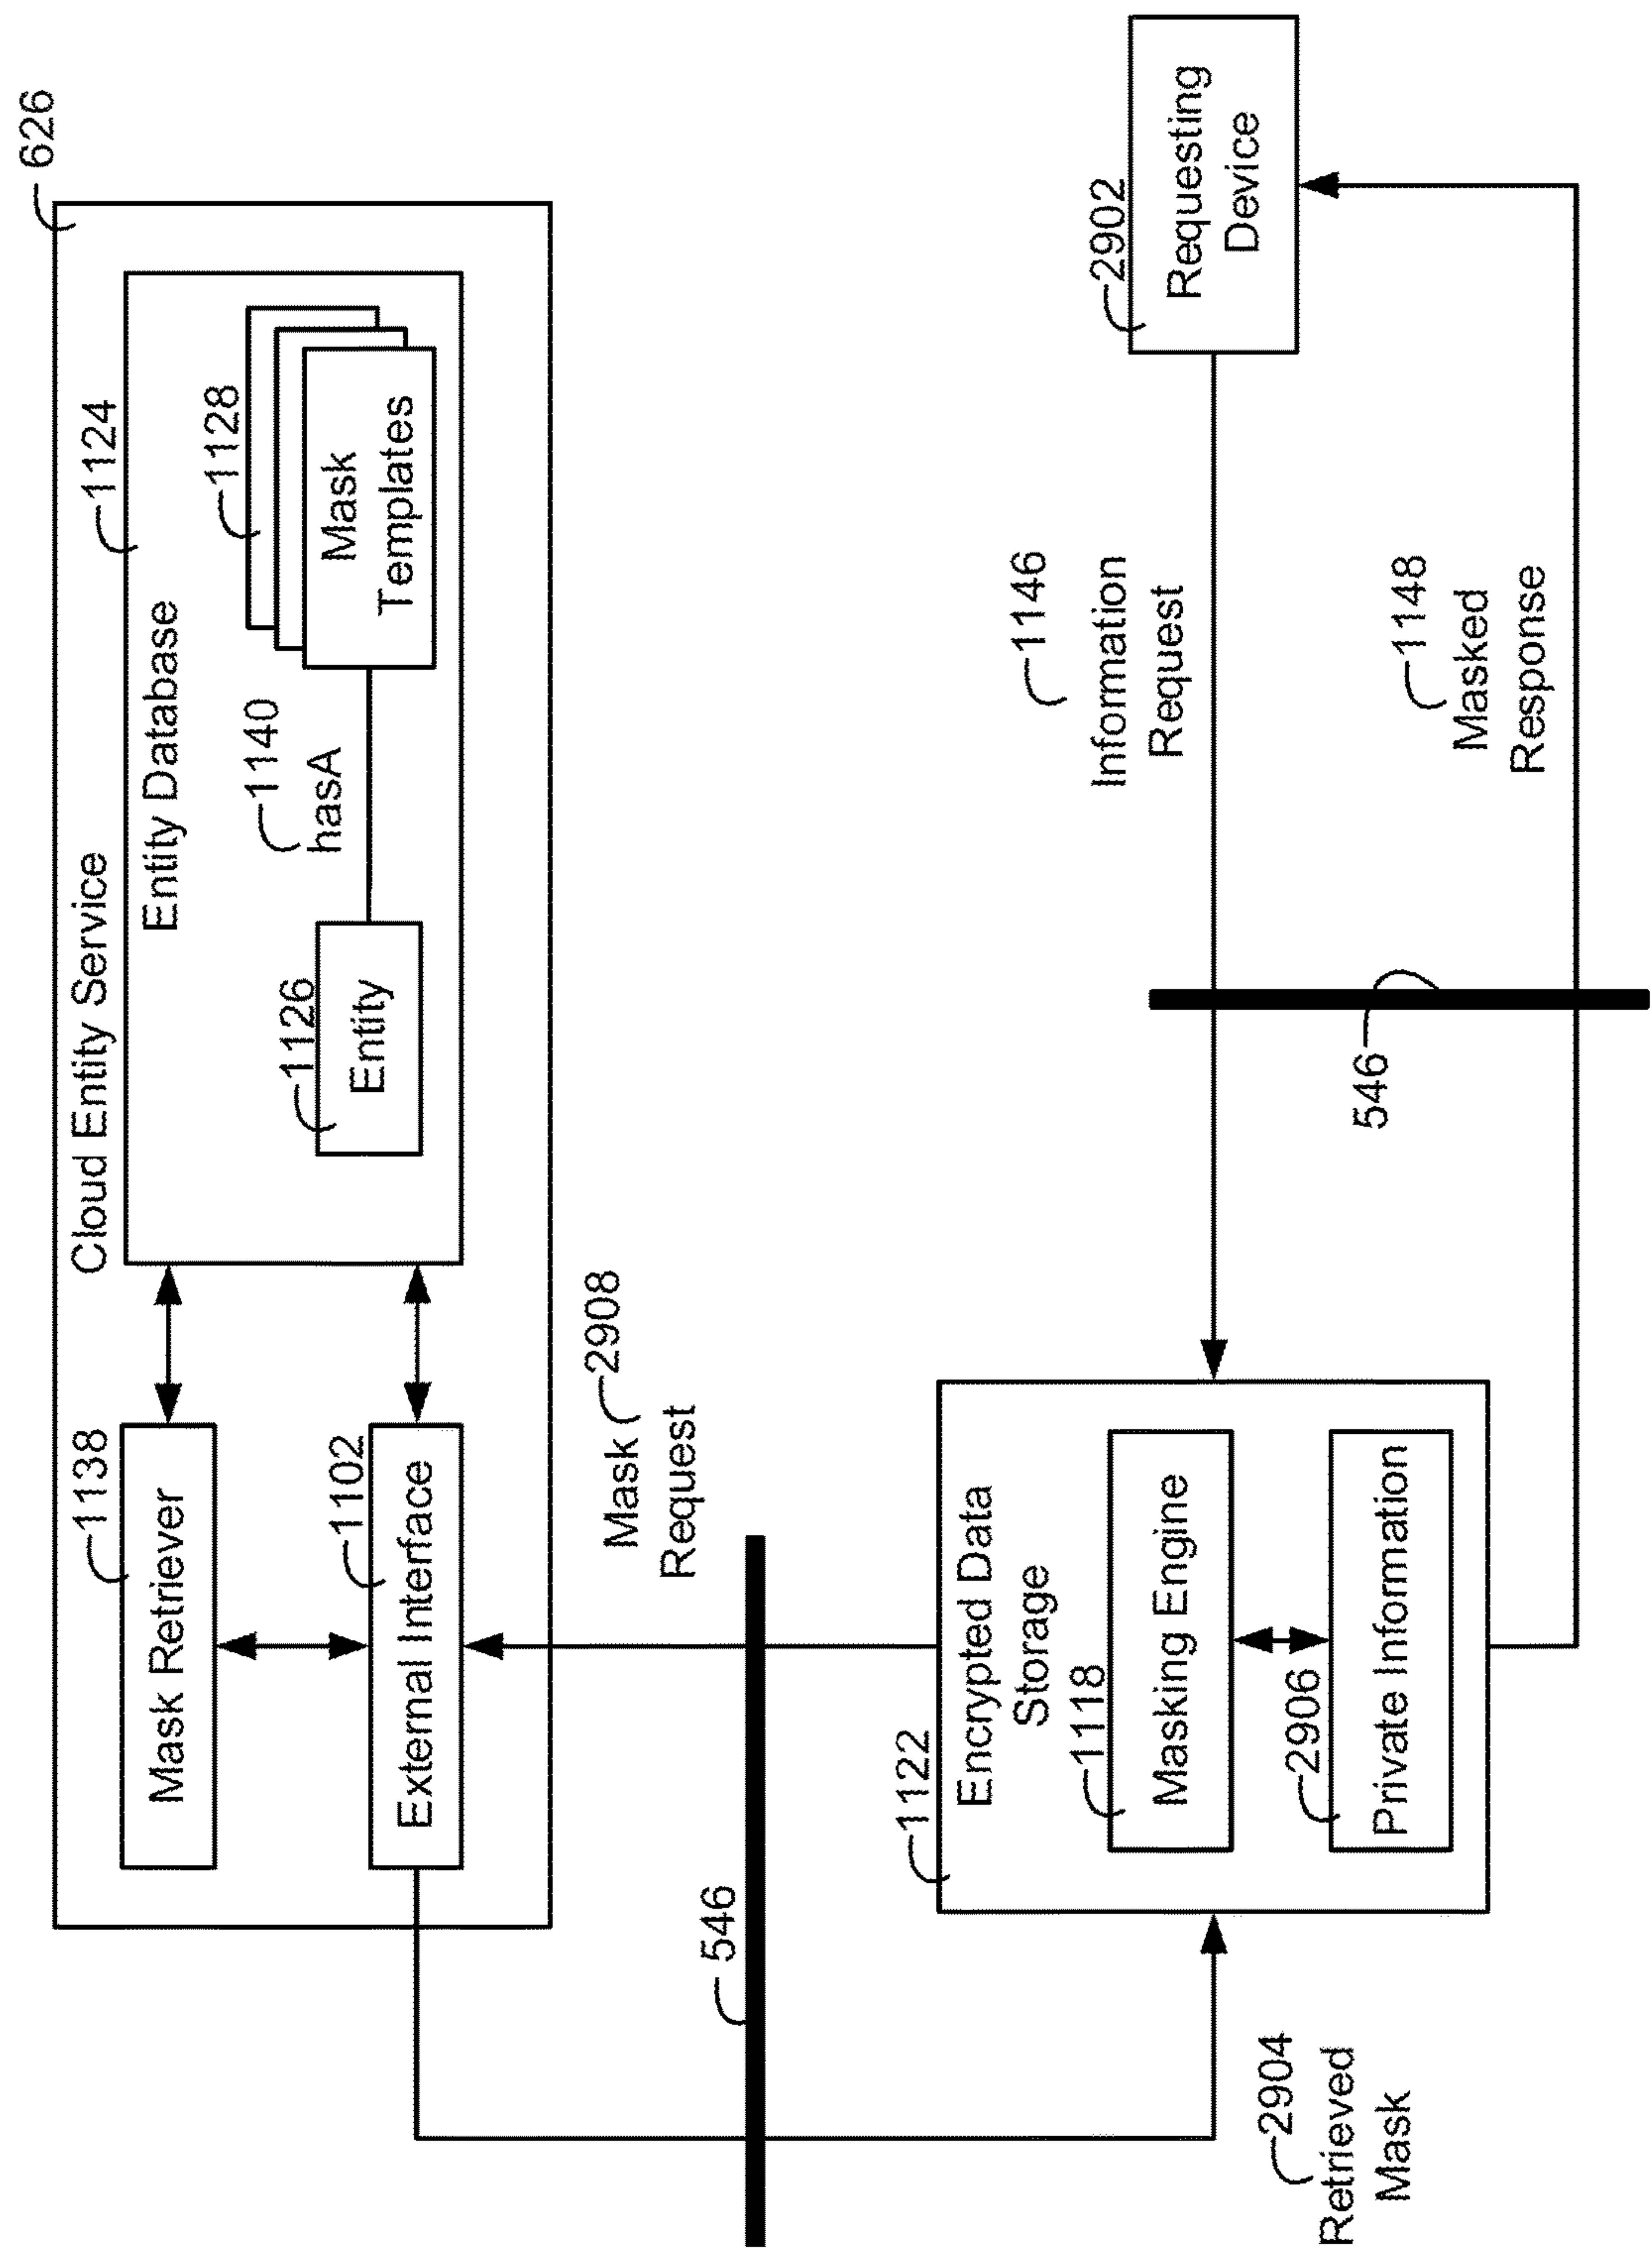 626
Cloud Entity Service
1124
Entity Database
1138
Mask Retriever
1102
External Interface
1126
Entity
1140
hasA
1128
Mask
Templates
546
Mask
Request
2908
1122
Encrypted Data
Storage
1118
Masking Engine
2906
Private Information
2904
Retrieved
Mask
1146
Information
Request
2902
Requesting
Device
546
1148
Masked
Response